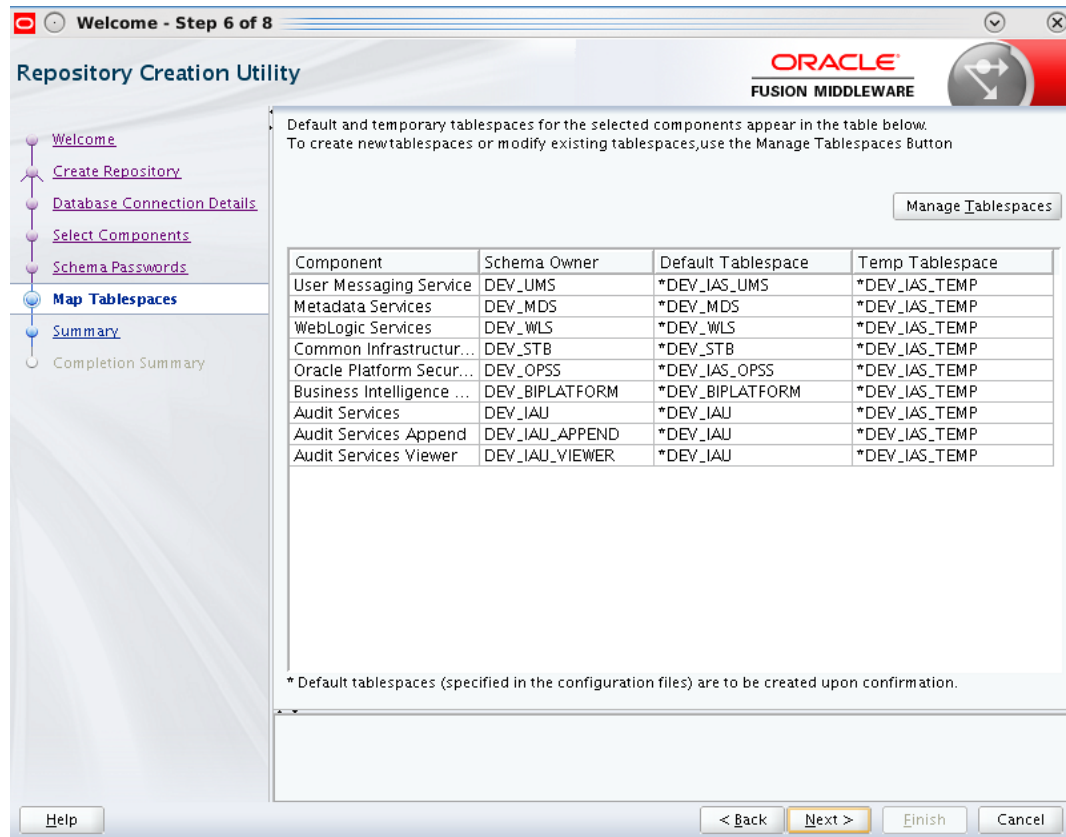 Welcome - Step 6 of 8
Repository Creation Utility
ORACLE
FUSION MIDDLEWARE
Welcome
Create Repository
Database Connection Details
Select Components
Schema Passwords
Map Tablespaces
Summary
Completion Summary
Default and temporary tablespaces for the selected components appear in the table below.
To create new tablespaces or modify existing tablespaces,use the Manage Tablespaces Button
Manage Tablespaces
Component Schema Owner Default Tablespace Temp Tablespace
User Messaging Service DEV_UMS *DEV_IAS_UMS *DEV_IAS_TEMP
Metadata Services DEV_MDS *DEV_MDS *DEV_IAS_TEMP
WebLogic Services DEV_WLS *DEV_WLS *DEV_IAS_TEMP
Common Infrastructur... DEV_STB *DEV_STB *DEV_IAS_TEMP
Oracle Platform Secur... DEV_OPSS *DEV_IAS_OPSS *DEV_IAS_TEMP
Business Intelligence ... DEV_BIPLATFORM *DEV_BIPLATFORM *DEV_IAS_TEMP
Audit Services DEV_IAU *DEV_IAU *DEV_IAS_TEMP
Audit Services Append DEV_IAU_APPEND *DEV_IAU *DEV_IAS_TEMP
Audit Services Viewer DEV_IAU_VIEWER *DEV_IAU *DEV_IAS_TEMP
* Default tablespaces (specified in the configuration files) are to be created upon confirmation.
Help
< Back
Next >
Finish
Cancel